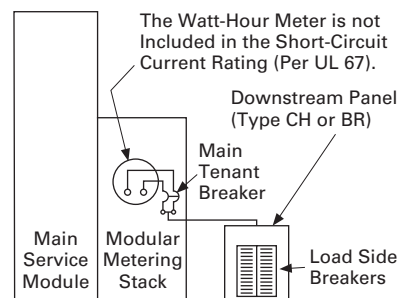 The Watt-Hour Meter is not
Included in the Short-Circuit
Current Rating (Per UL 67).
Downstream Panel
(Type CH or BR)
Main
Tenant
Breaker
Main
Service
Module
Modular
Metering
Stack
Load Side
Breakers